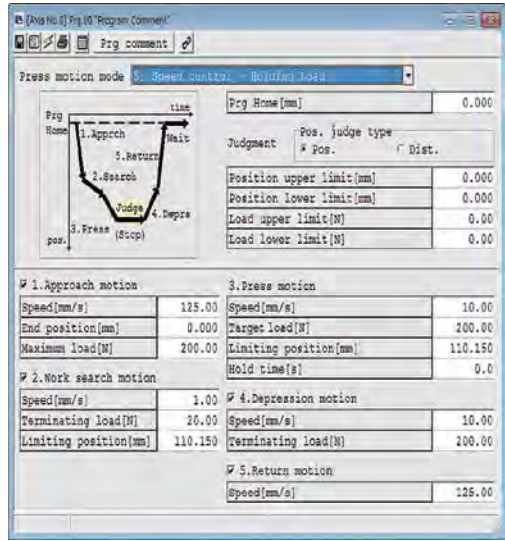 [Axis No.0] Prg.00 "Program Comment"
Prg comment
Press motion mode 5: Speed control - Holding Load
Prg Home
time
1.Apprch
Wait
5.Return
2.Search
Judge
4.Deprs
3.Press
(Stop)
pos.
Prg Home[mm] 0.000
Judgment
Pos. judge type
Pos. Dist.
Position upper limit[mm] 0.000
Position lower limit[mm] 0.000
Load upper limit[N] 0.00
Load lower limit[N] 0.00
1.Approach motion
Speed[mm/s] 125.00
End position[mm] 0.000
Maximum load[N] 200.00
2.Work search motion
Speed[mm/s] 1.00
Terminating load[N] 20.00
Limiting position[mm] 110.150
3.Press motion
Speed[mm/s] 10.00
Target load[N] 200.00
Limiting position[mm] 110.150
Hold time[s] 0.0
4.Depression motion
Speed[mm/s] 10.00
Terminating load[N] 200.00
5.Return motion
Speed[mm/s] 125.00